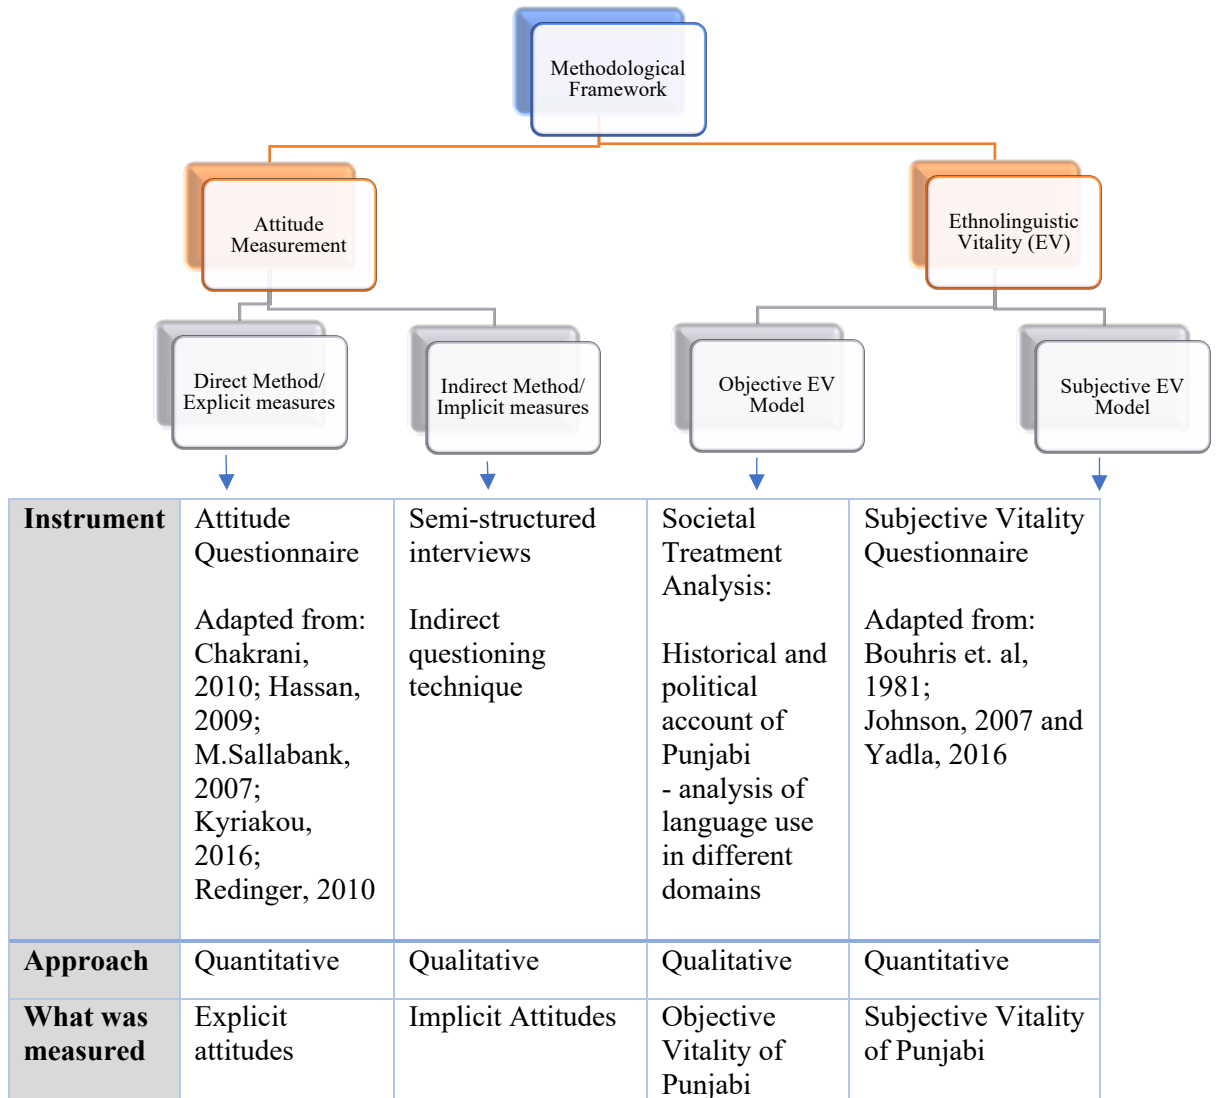 Methodological
Framework
Attitude
Measurement
Ethnolinguistic
Vitality (EV)
Direct Method/
Explicit measures
Indirect Method/
Implicit measures
Objective EV
Model
Subjective EV
Model
Instrument
Attitude
Questionnaire
Adapted from:
Chakrani,
2010; Hassan,
2009;
M.Sallabank,
2007;
Kyriakou,
2016;
Redinger, 2010
Semi-structured
interviews
Indirect
questioning
technique
Societal
Treatment
Analysis:
Historical and
political
account of
Punjabi
- analysis of
language use
in different
domains
Subjective Vitality
Questionnaire
Adapted from:
Bouhris et. al,
1981;
Johnson, 2007 and
Yadla, 2016
Approach
Quantitative
Qualitative
Qualitative
Quantitative
What was
measured
Explicit
attitudes
Implicit Attitudes
Objective
Vitality of
Punjabi
Subjective Vitality
of Punjabi